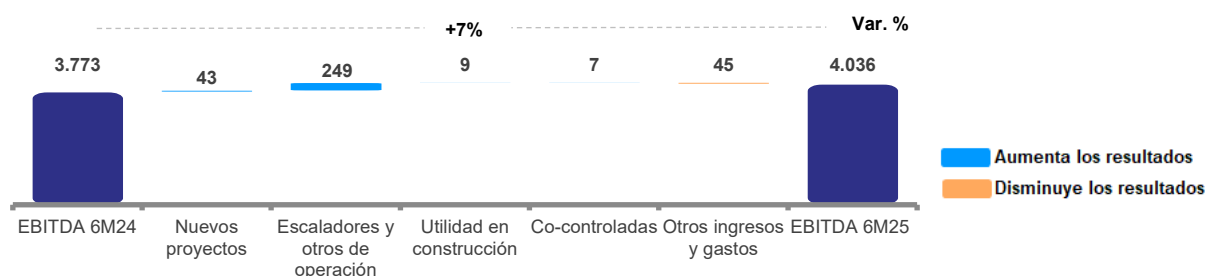 +7%
Var. %
3.773
43
249
9
7
45
4.036
Aumenta los resultados
Disminuye los resultados
EBITDA 6M24
Nuevos
proyectos
Escaladores y
otros de
operación
Utilidad en
construcción
Co-controladas
Otros ingresos
y gastos
EBITDA 6M25